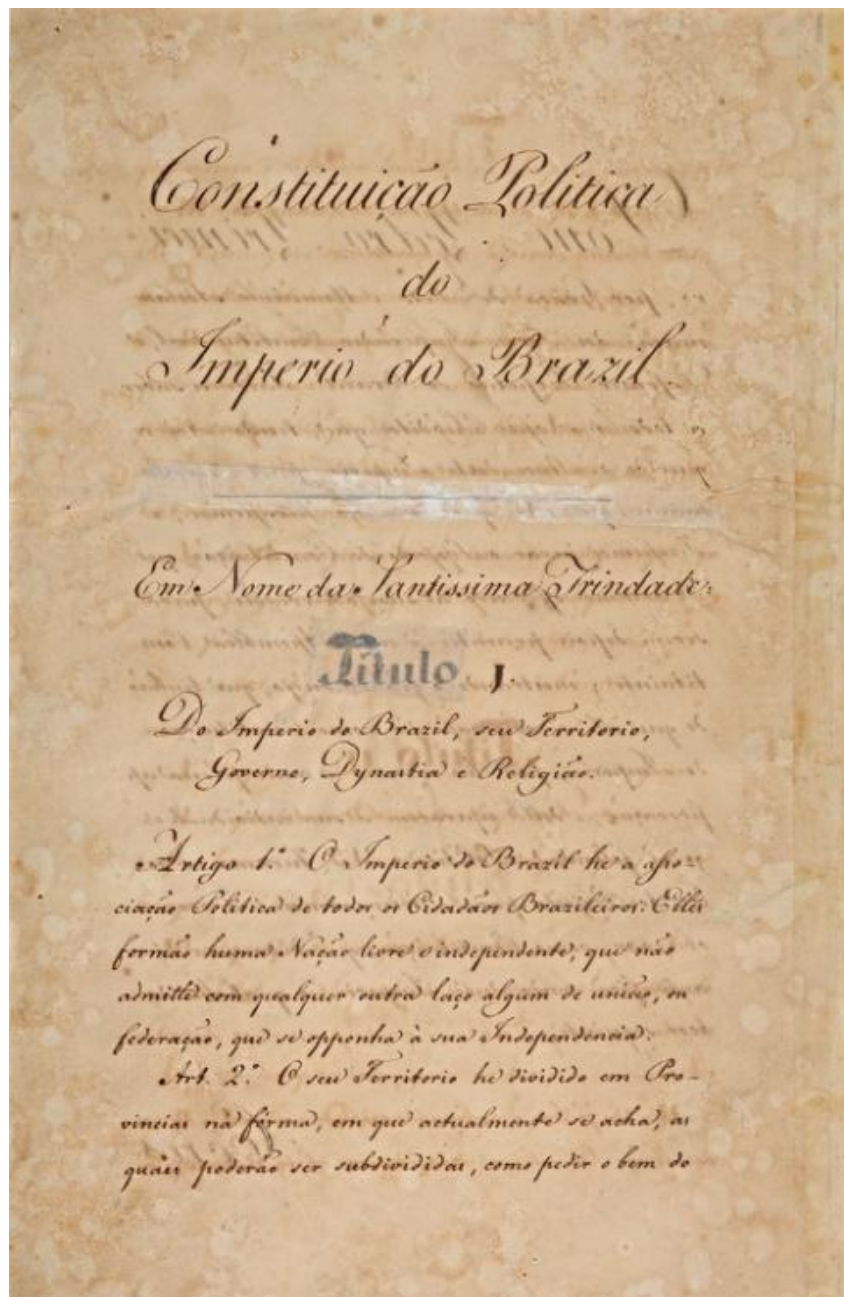 Constituição Politica
do
Imperio do Brazil.
Em Nome da Santissima Trindade.
Titulo 1.
Do Imperio do Brazil, seu Territorio,
Governo, Dynastia e Religião.
Artigo 1.º O Imperio do Brazil he a asso=
ciação Politica de todos os Cidadãos Brazileiros. Elles
formão huma Nação livre e independente, que não
admitte com qualquer outra laço algum de união, ou
federação, que se opponha à sua Independencia.
Art. 2.º O seu Territorio he dividido em Pro-
vincias na fórma, em que actualmente se acha, as
quáes poderáõ ser subdivididas, como pedir o bem do